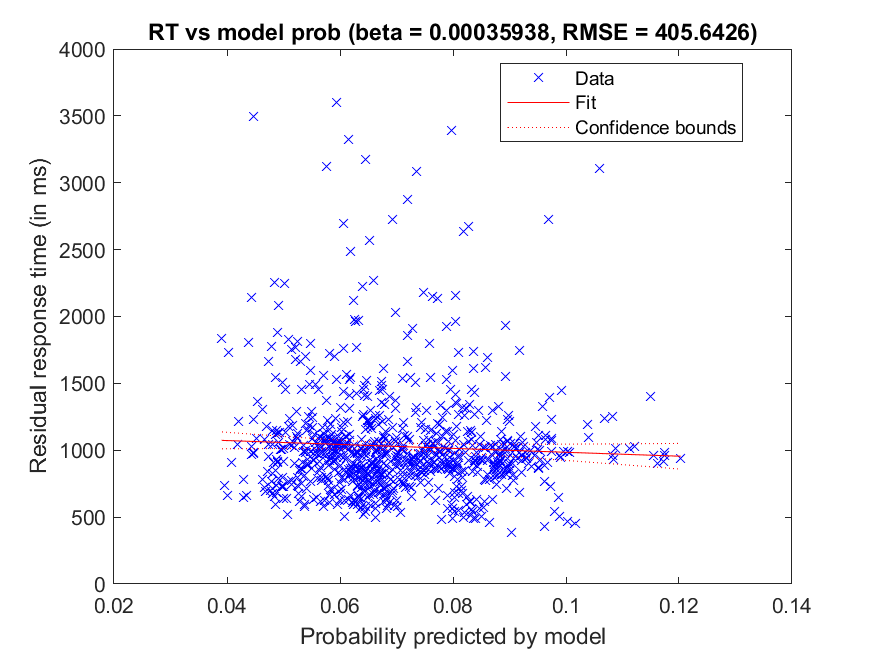 RT vs model prob (beta = 0.00035938, RMSE = 405.6426)
4000
3500
3000
2500
2000
1500
1000
500
0
Residual response time (in ms)
Data
Fit
Confidence bounds
0.02 0.04 0.06 0.08 0.1 0.12 0.14
Probability predicted by model